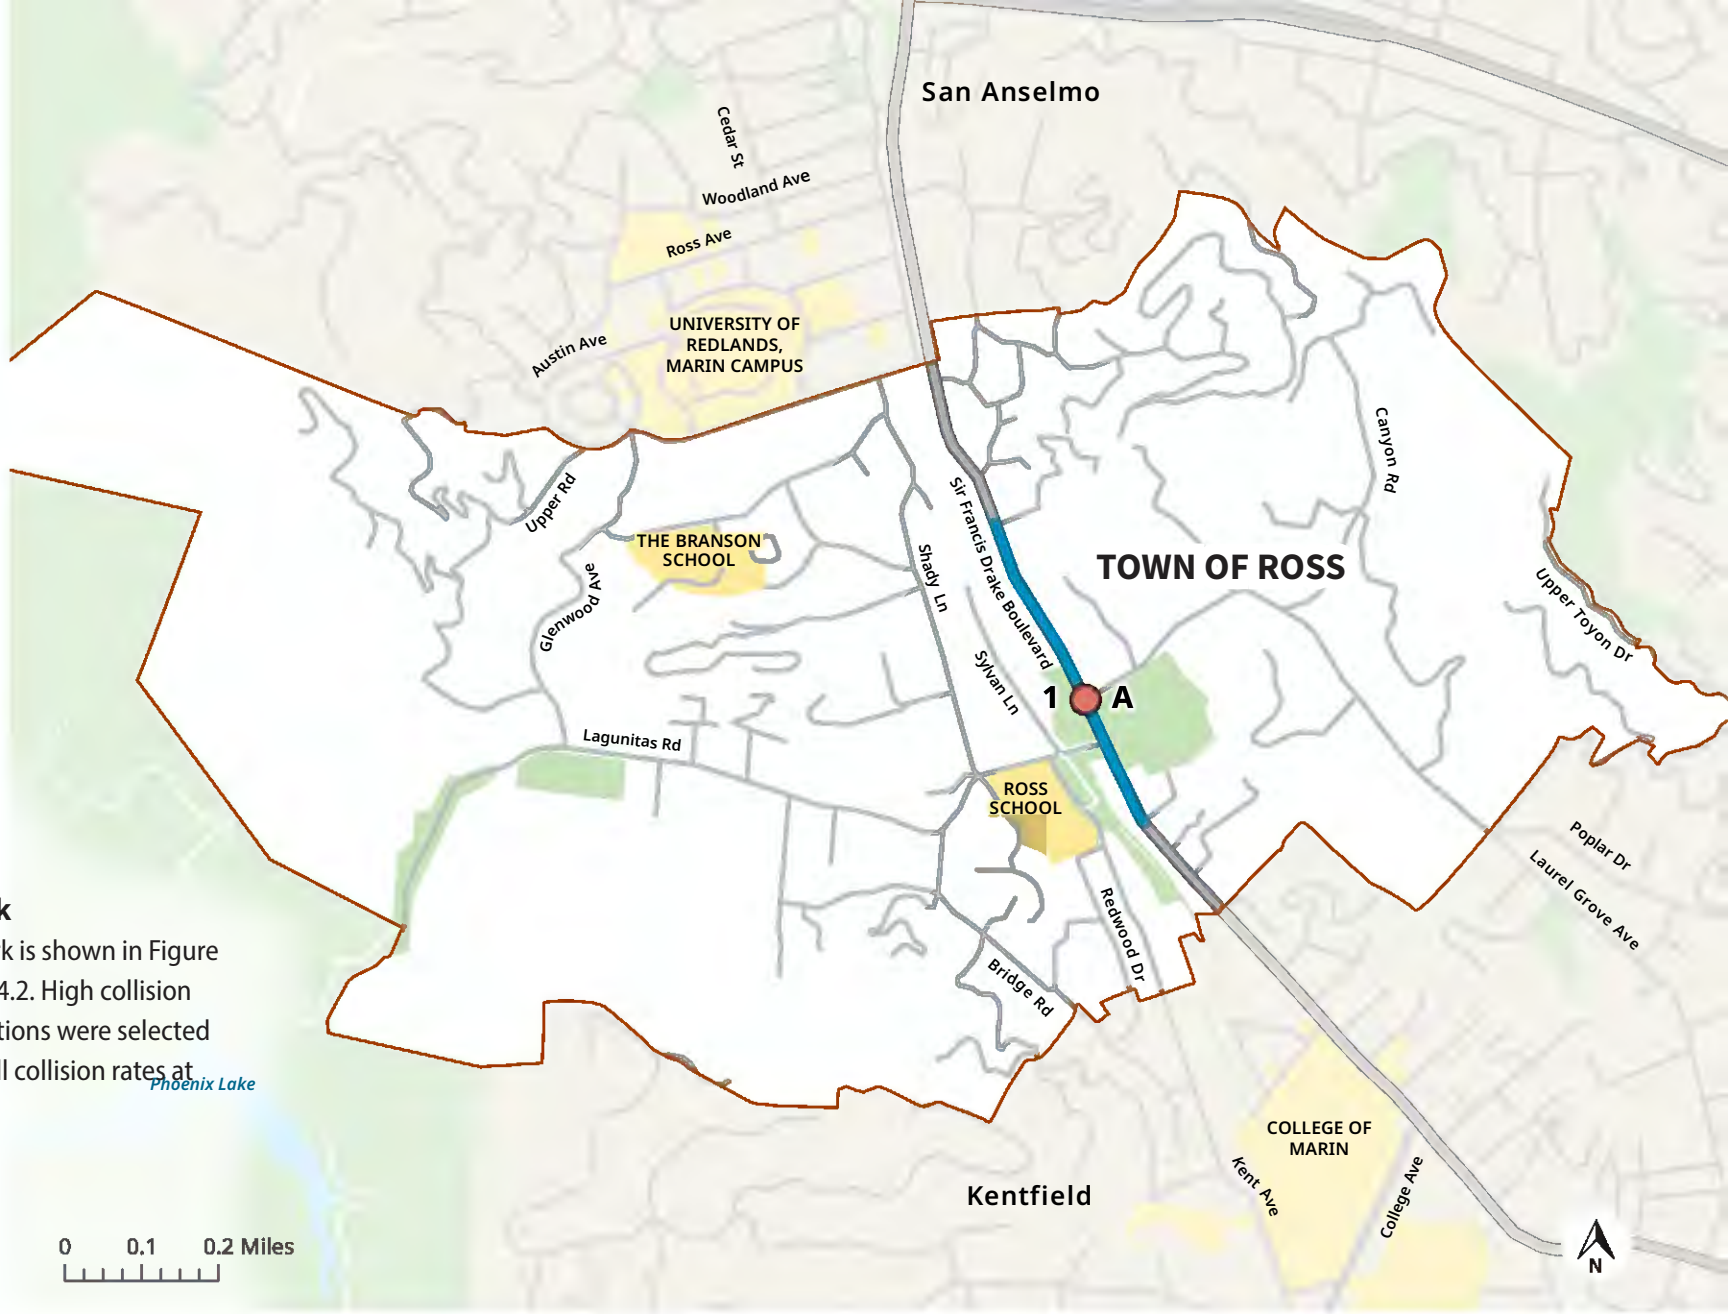 San Anselmo
Cedar St
Woodland Ave
Ross Ave
UNIVERSITY OF
REDLANDS,
MARIN CAMPUS
Austin Ave
Canyon Rd
Upper Rd
Sir Francis Drake Boulevard
THE BRANSON
SCHOOL
Shady Ln
TOWN OF ROSS
Glenwood Ave
Upper Toyon Dr
Sylvan Ln
1 A
Lagunitas Rd
ROSS
SCHOOL
Poplar Dr
Laurel Grove Ave
k
rk is shown in Figure
4.2. High collision
tions were selected
ll collision rates at
Phoenix Lake
Redwood Dr
Bridge Rd
COLLEGE OF
MARIN
Kent Ave
College Ave
Kentfield
0 0.1 0.2 Miles
N